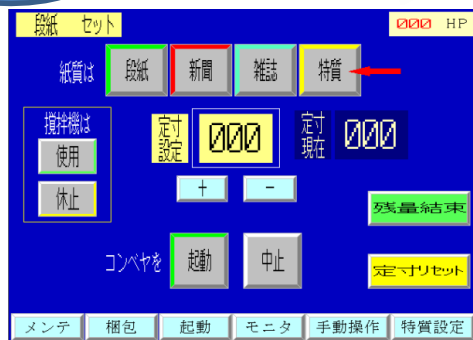 段紙 セット 000 HP
紙質は 段紙 新聞 雑誌 特質
撹拌機は
使用
休止
定寸設定 000 定寸現在 000
+ -
残量結束
コンベヤを 起動 中止
定寸リセット
メンテ 梱包 起動 モニタ 手動操作 特質設定